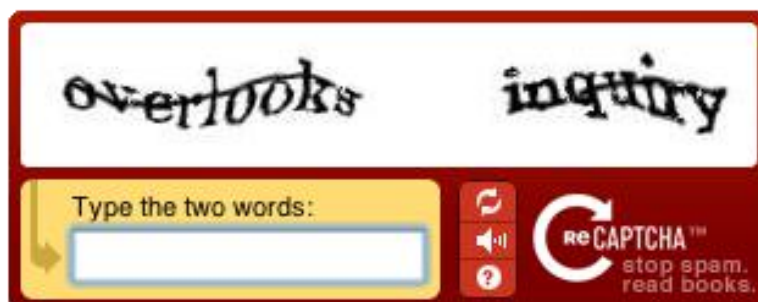 overlooks inquiry
Type the two words:
ReCAPTCHA™
stop spam.
read books.